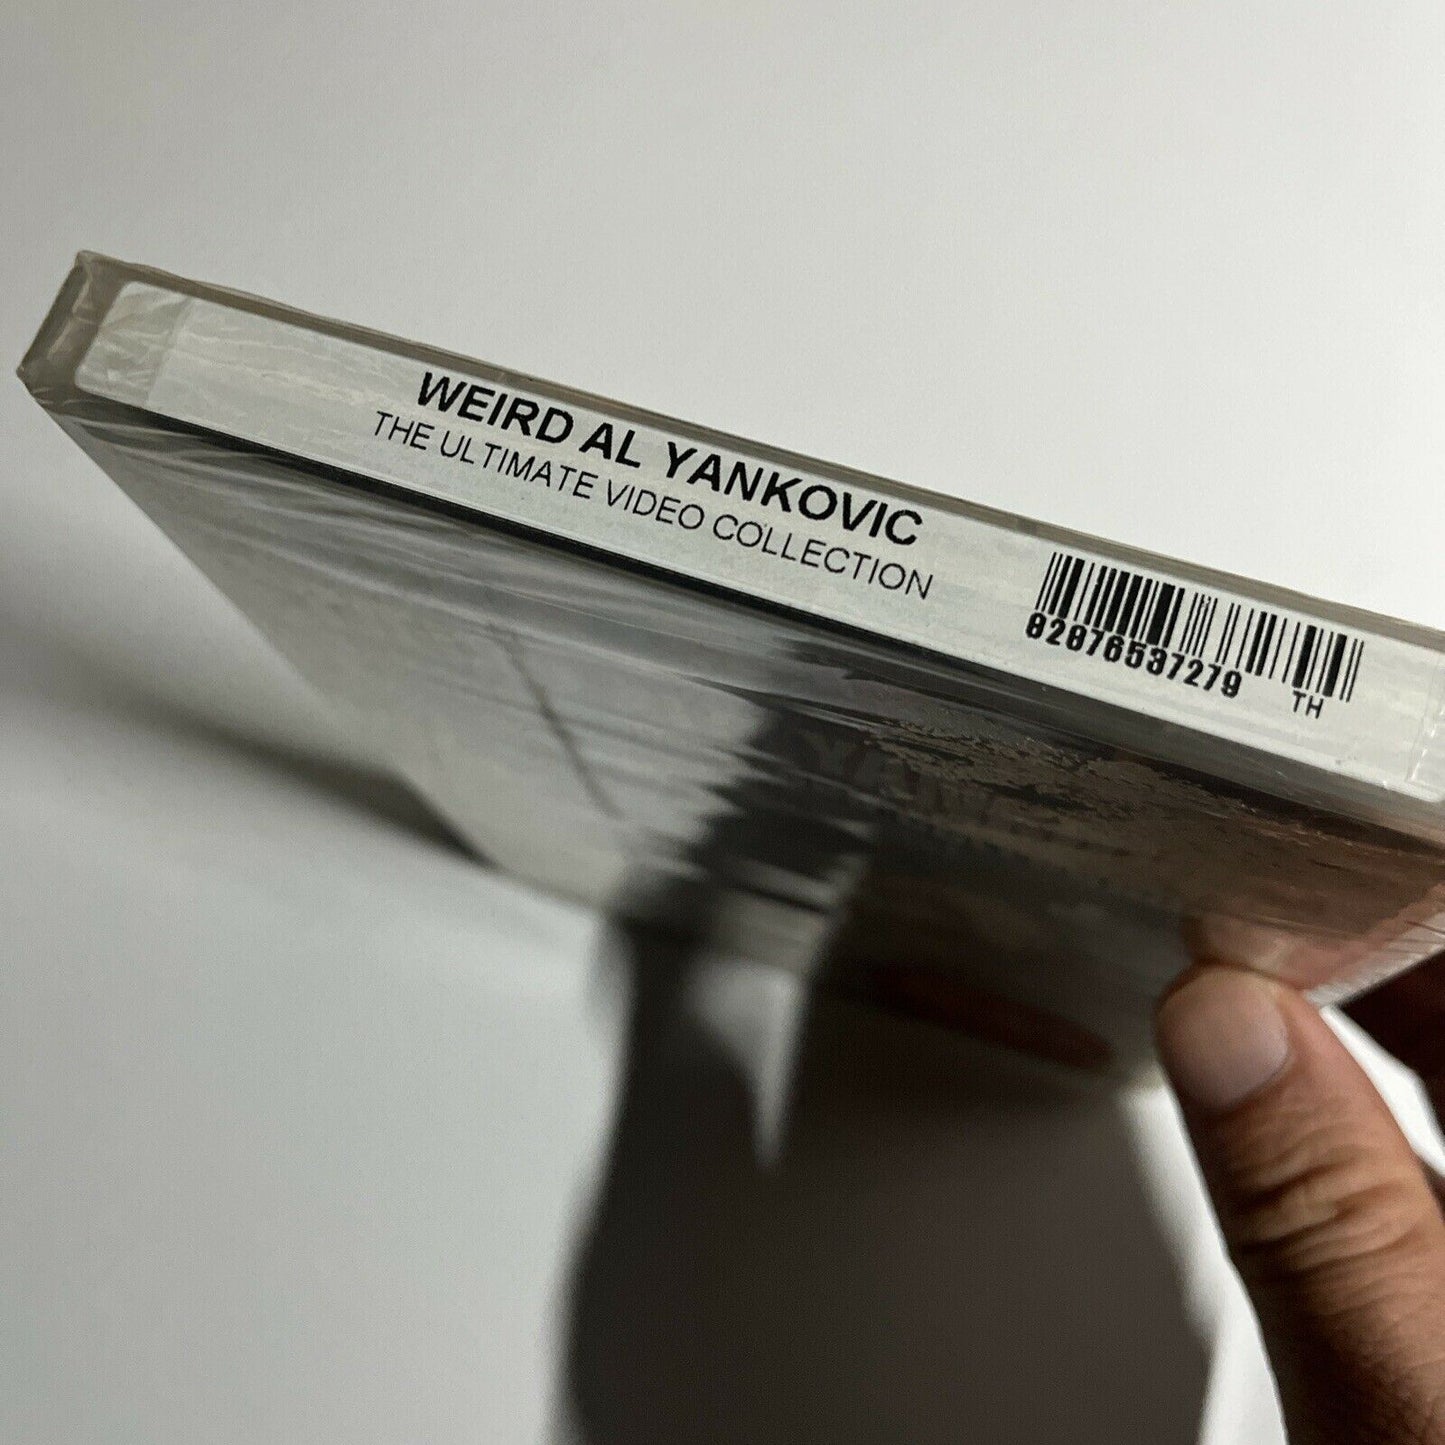 WEIRD AL YANKOVIC
THE ULTIMATE VIDEO COLLECTION
82876537279
TH